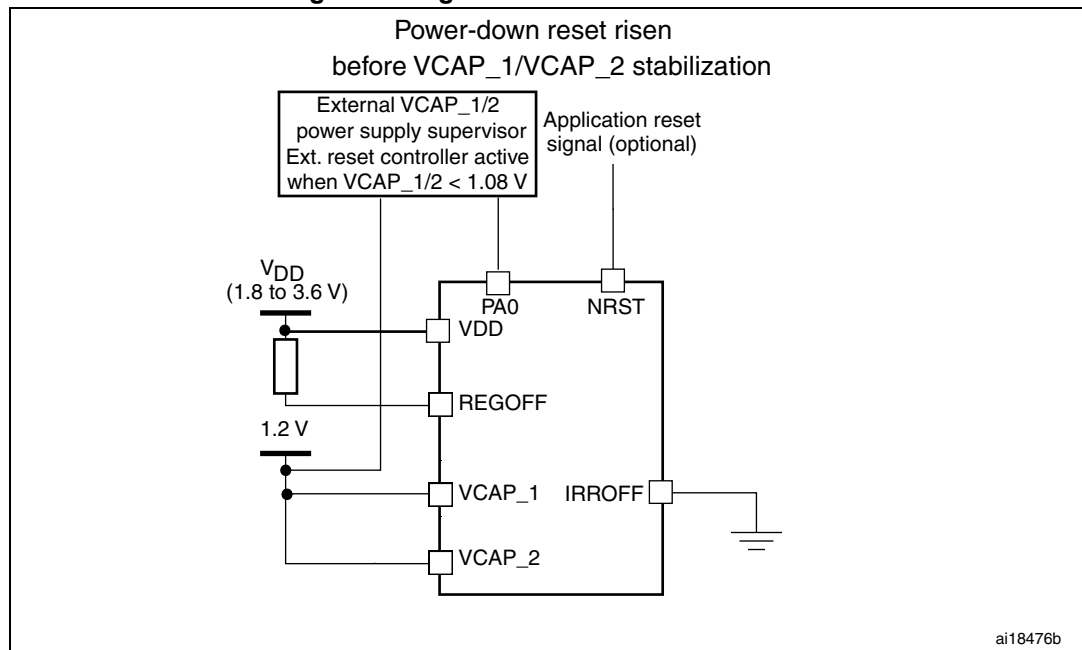 Power-down reset risen
before VCAP_1/VCAP_2 stabilization
External VCAP_1/2
power supply supervisor
Ext. reset controller active
when VCAP_1/2 < 1.08 V
Application reset
signal (optional)
VDD
(1.8 to 3.6 V)
PA0
NRST
VDD
REGOFF
1.2 V
VCAP_1
IRROFF
VCAP_2
ai18476b